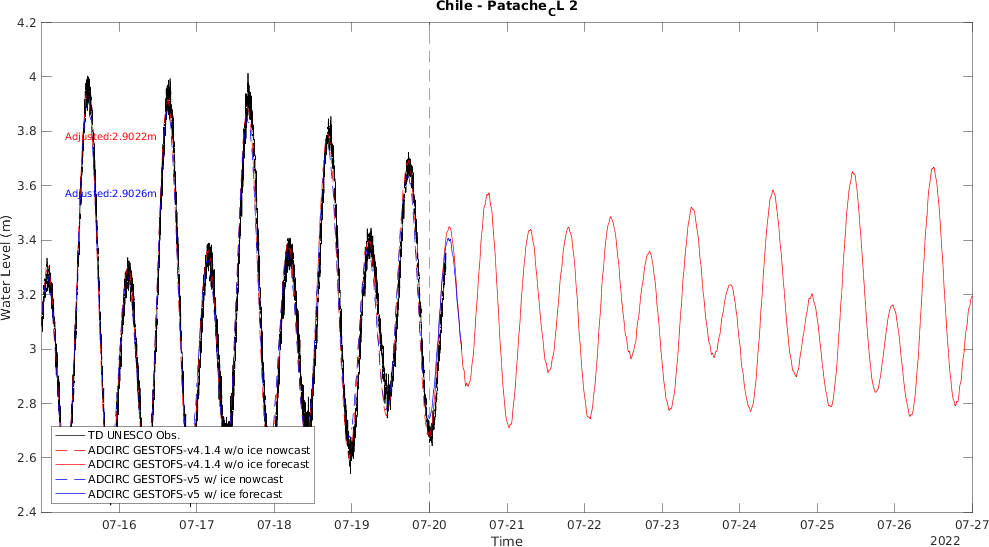 Chile - Patache_CL 2
4.2
4
3.8
3.6
3.4
3.2
3
2.8
2.6
2.4
Water Level (m)
Adjusted:2.9022m
Adjusted:2.9026m
TD UNESCO Obs.
ADCIRC GESTOFS-v4.1.4 w/o ice nowcast
ADCIRC GESTOFS-v4.1.4 w/o ice forecast
ADCIRC GESTOFS-v5 w/ ice nowcast
ADCIRC GESTOFS-v5 w/ ice forecast
07-16 07-17 07-18 07-19 07-20 07-21 07-22 07-23 07-24 07-25 07-26 07-27
Time
2022